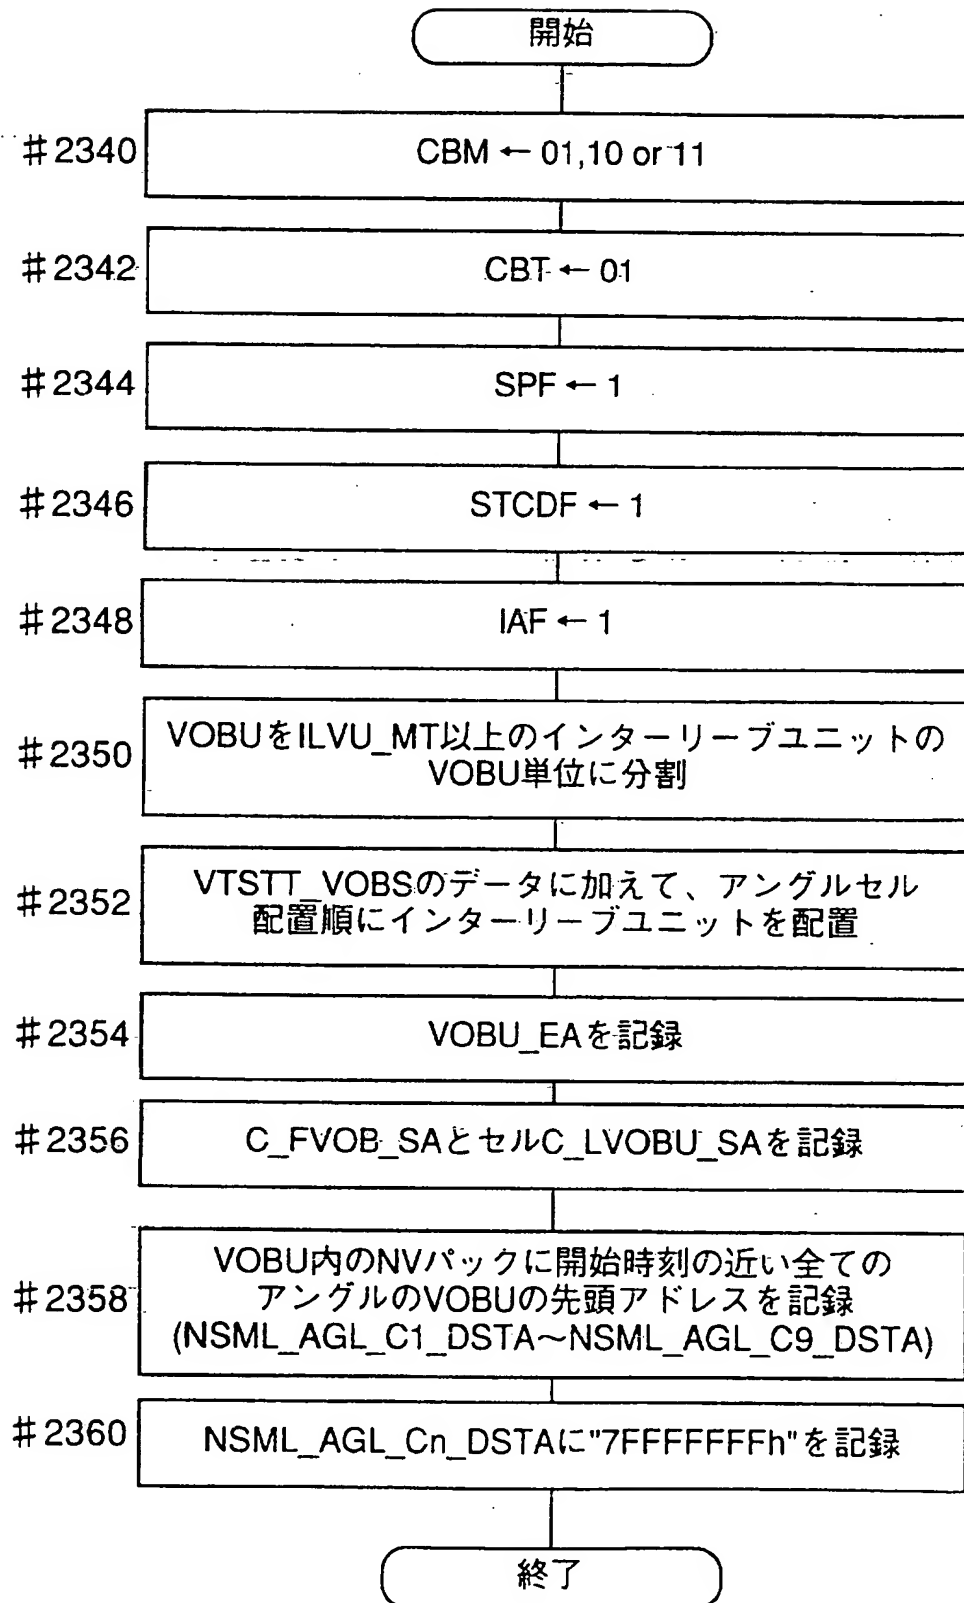 開始
#2340 CBM ← 01,10 or 11
#2342 CBT ← 01
#2344 SPF ← 1
#2346 STCDF ← 1
#2348 IAF ← 1
#2350 VOBUをILVU_MT以上のインターリーブユニットの
VOBU単位に分割
#2352 VTSTT_VOBSのデータに加えて、アングルセル
配置順にインターリーブユニットを配置
#2354 VOBU_EAを記録
#2356 C_FVOB_SAとセルC_LVOBU_SAを記録
#2358 VOBU内のNVパックに開始時刻の近い全ての
アングルのVOBUの先頭アドレスを記録
(NSML_AGL_C1_DSTA～NSML_AGL_C9_DSTA)
#2360 NSML_AGL_Cn_DSTAに"7FFFFFFFh"を記録
終了